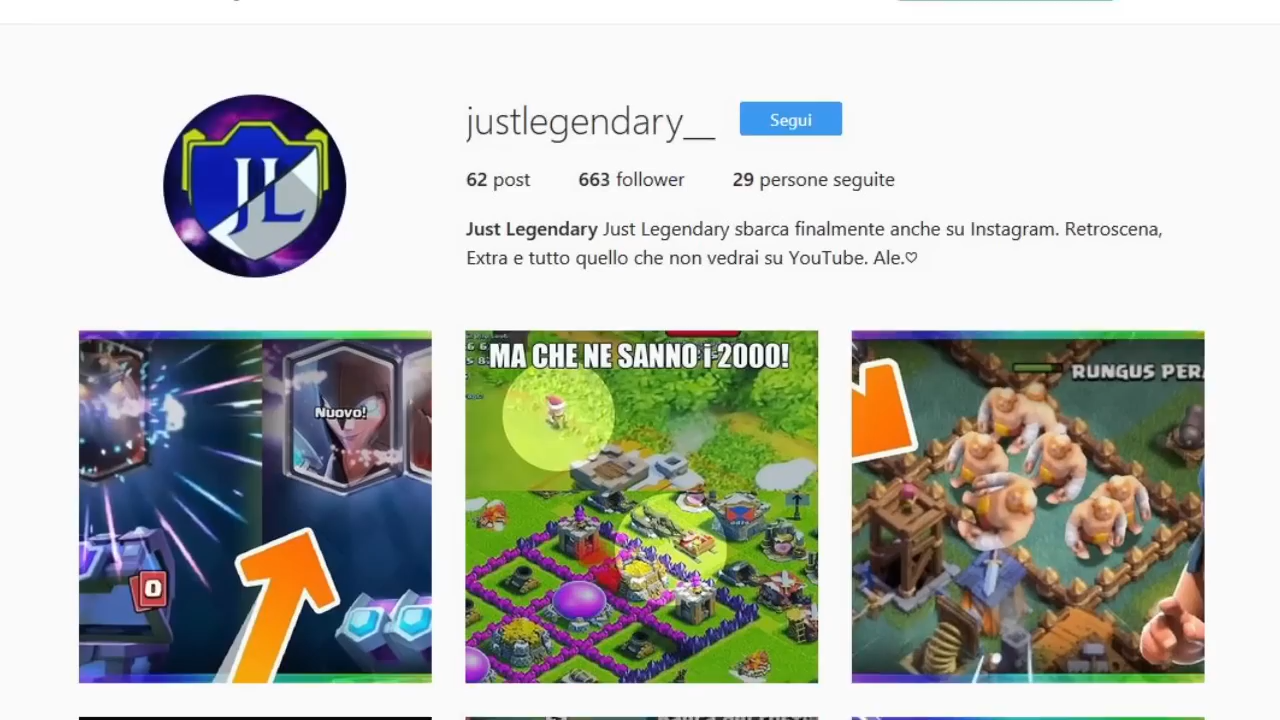 justlegendary__ Segui
62 post 663 follower 29 persone seguite
Just Legendary Just Legendary sbarca finalmente anche su Instagram. Retroscena,
Extra e tutto quello che non vedrai su YouTube. Ale.♡
JL
MA CHE NE SANNO i 2000!
RUNGUS PER
Nuovo!
0